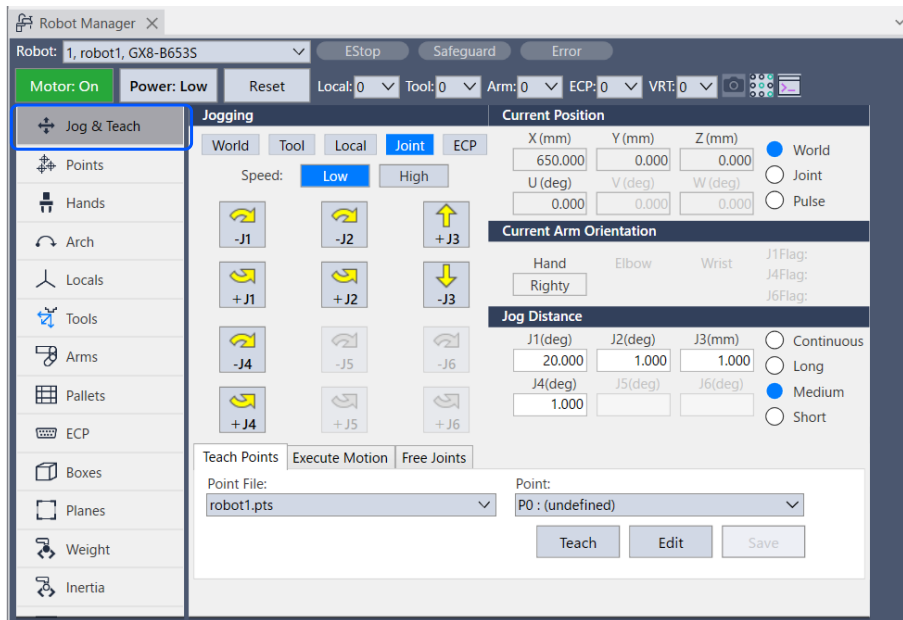 Robot Manager
Robot: 1, robot1, GX8-B653S EStop Safeguard Error
Motor: On Power: Low Reset Local: 0 Tool: 0 Arm: 0 ECP: 0 VRT: 0
Jog & Teach
Points
Hands
Arch
Locals
Tools
Arms
Pallets
ECP
Boxes
Planes
Weight
Inertia
Jogging
World Tool Local Joint ECP
Speed: Low High
-J1 -J2 +J3
+J1 +J2 -J3
-J4 -J5 -J6
+J4 +J5 +J6
Current Position
X (mm) Y (mm) Z (mm)
650.000 0.000 0.000
U (deg) V (deg) W (deg)
0.000 0.000 0.000
World
Joint
Pulse
Current Arm Orientation
Hand Elbow Wrist
Righty
J1Flag:
J4Flag:
J6Flag:
Jog Distance
J1(deg) J2(deg) J3(mm)
20.000 1.000 1.000
J4(deg) J5(deg) J6(deg)
1.000
Continuous
Long
Medium
Short
Teach Points Execute Motion Free Joints
Point File: Point:
robot1.pts P0 : (undefined)
Teach Edit Save